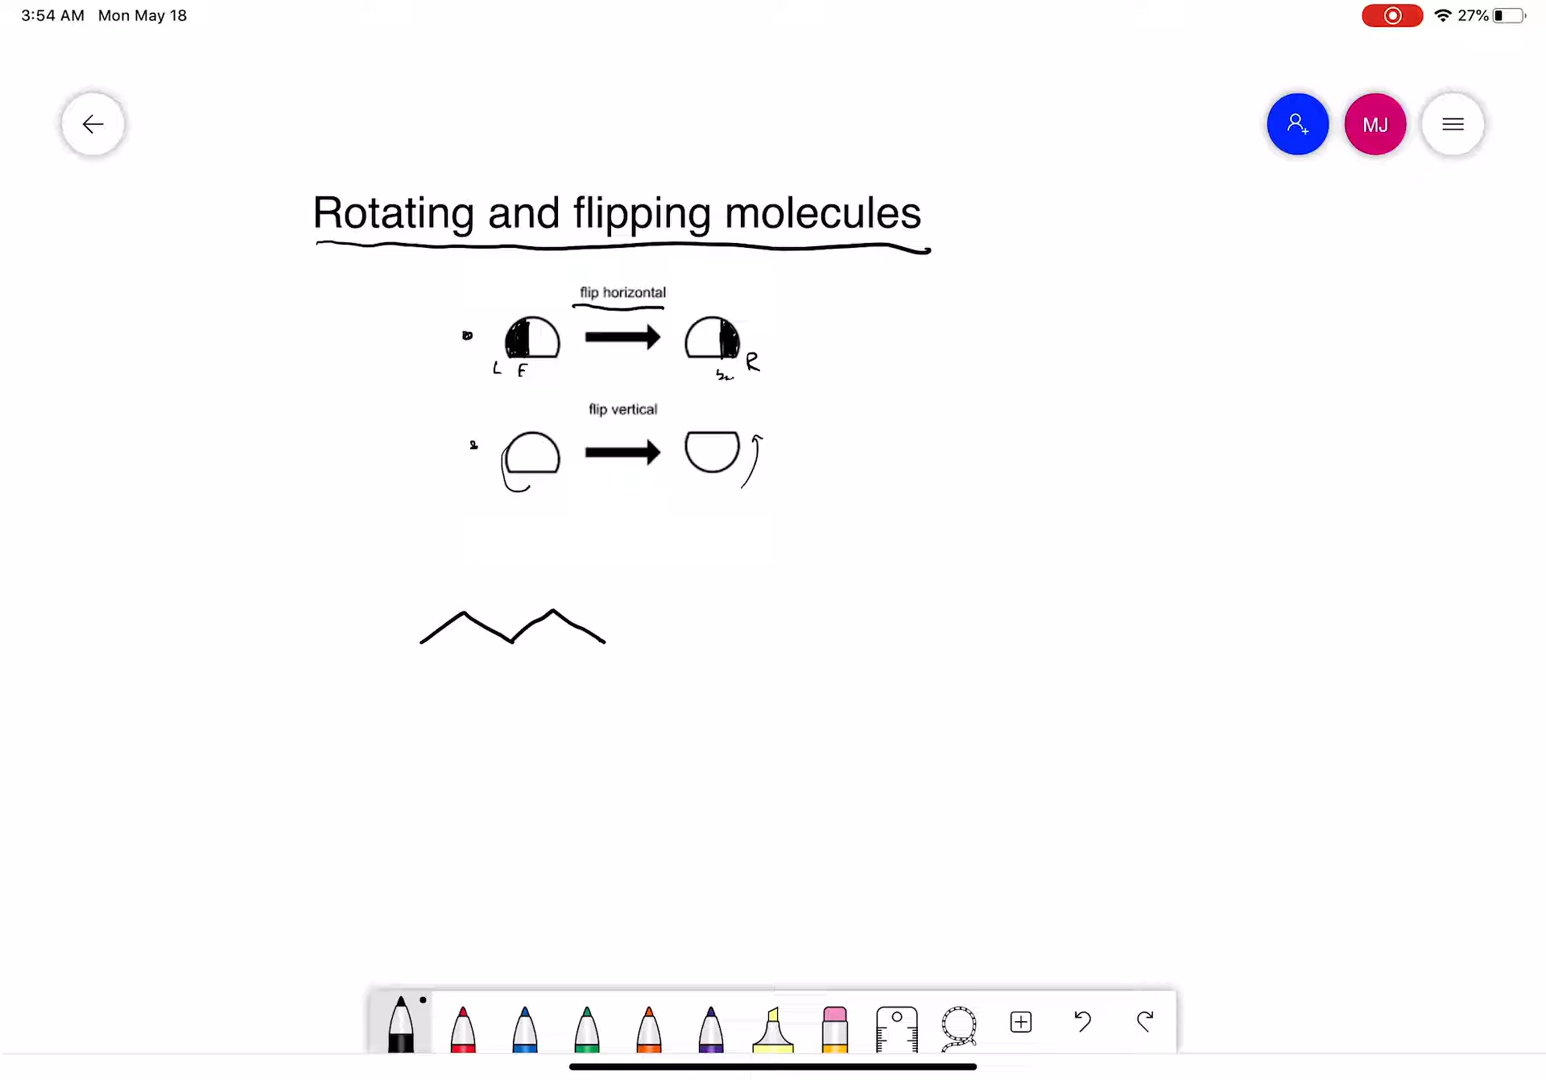 3:54 AM Mon May 18
27%
MJ
Rotating and flipping molecules
flip horizontal
L
R
flip vertical